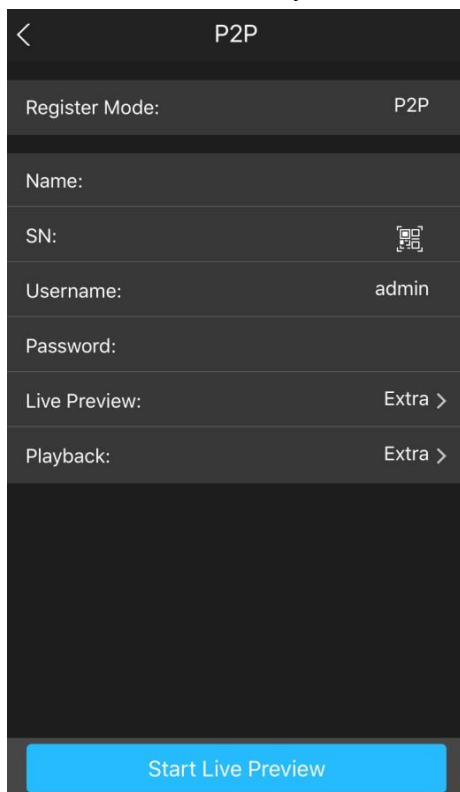 P2P
Register Mode: P2P
Name:
SN:
Username: admin
Password:
Live Preview: Extra >
Playback: Extra >
Start Live Preview